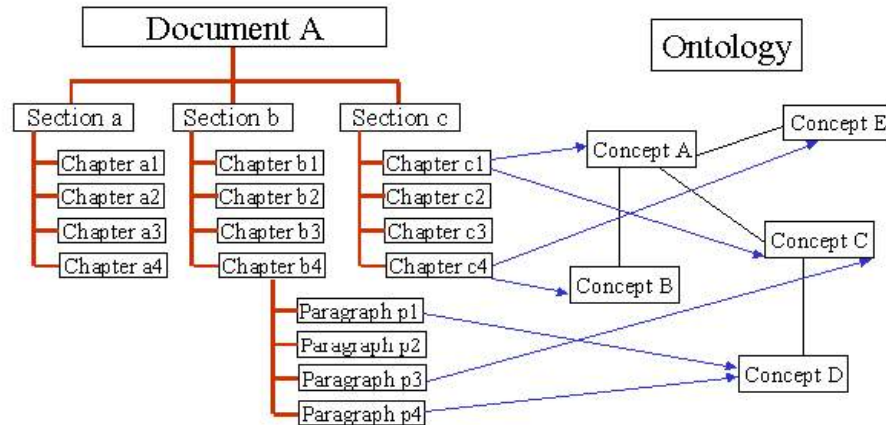 Document A
Ontology
Section a
Section b
Section c
Concept E
Concept A
Chapter a1
Chapter b1
Chapter c1
Chapter a2
Chapter b2
Chapter c2
Chapter a3
Chapter b3
Chapter c3
Concept C
Chapter a4
Chapter b4
Chapter c4
Concept B
Paragraph p1
Paragraph p2
Paragraph p3
Concept D
Paragraph p4